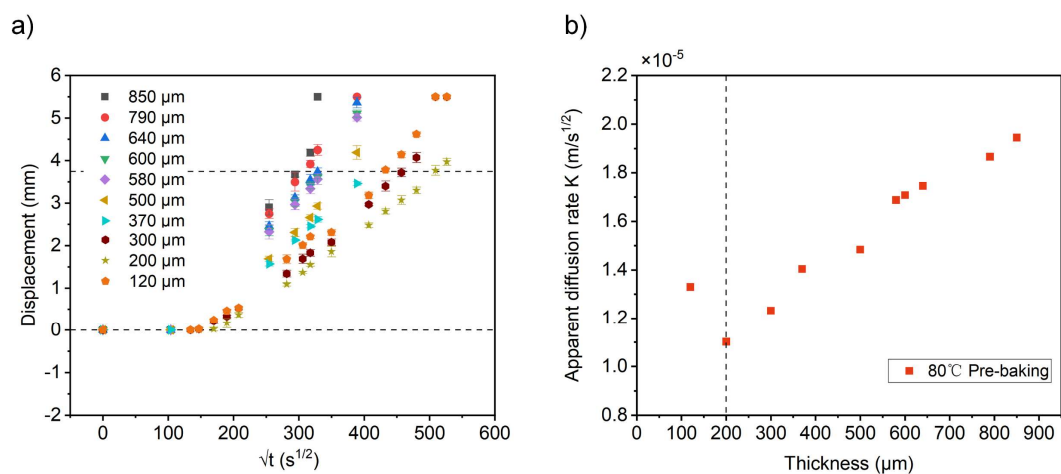 a)
6
5
4
3
2
1
0
-1
-2
0
100
200
300
400
500
600
Displacement (mm)
√t (s1/2)
850 μm
790 μm
640 μm
600 μm
580 μm
500 μm
370 μm
300 μm
200 μm
120 μm
b)
×10-5
2.2
2.0
1.8
1.6
1.4
1.2
1.0
0.8
0
100
200
300
400
500
600
700
800
900
Apparent diffusion rate K (m/s1/2)
Thickness (μm)
80℃ Pre-baking